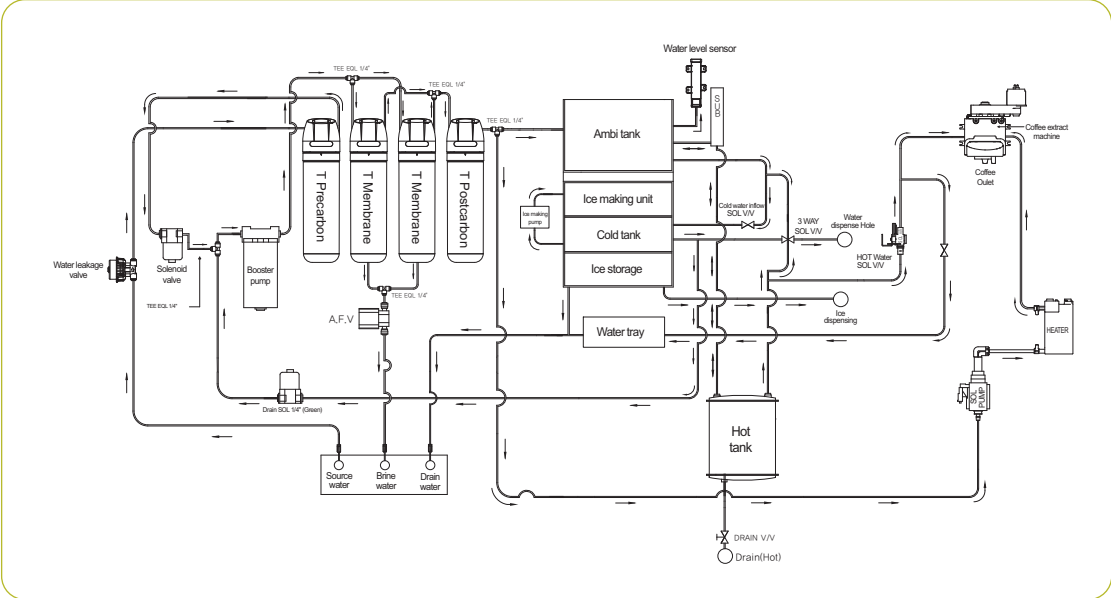 Water level sensor
TEE EQL 1/4"
TEE EQL 1/4"
TEE EQL 1/4"
SUB
Ambi tank
Coffee extract
machine
Coffee
Oulet
T Precarbon
T Membrane
T Membrane
T Postcarbon
Ice making unit
Ice making
pump
Cold tank
Cold water inflow
SOL V/V
3 WAY
SOL V/V
Water
dispense Hole
HOT Water
SOL V/V
Water leakage
valve
Solenoid
valve
Booster
pump
Ice storage
TEE EQL 1/4"
TEE EQL 1/4"
A,F,V
Ice
dispensing
Water tray
HEATER
SOL
PUMP
Drain SOL 1/4" (Green)
Hot
tank
Source
water
Brine
water
Drain
water
DRAIN V/V
Drain(Hot)